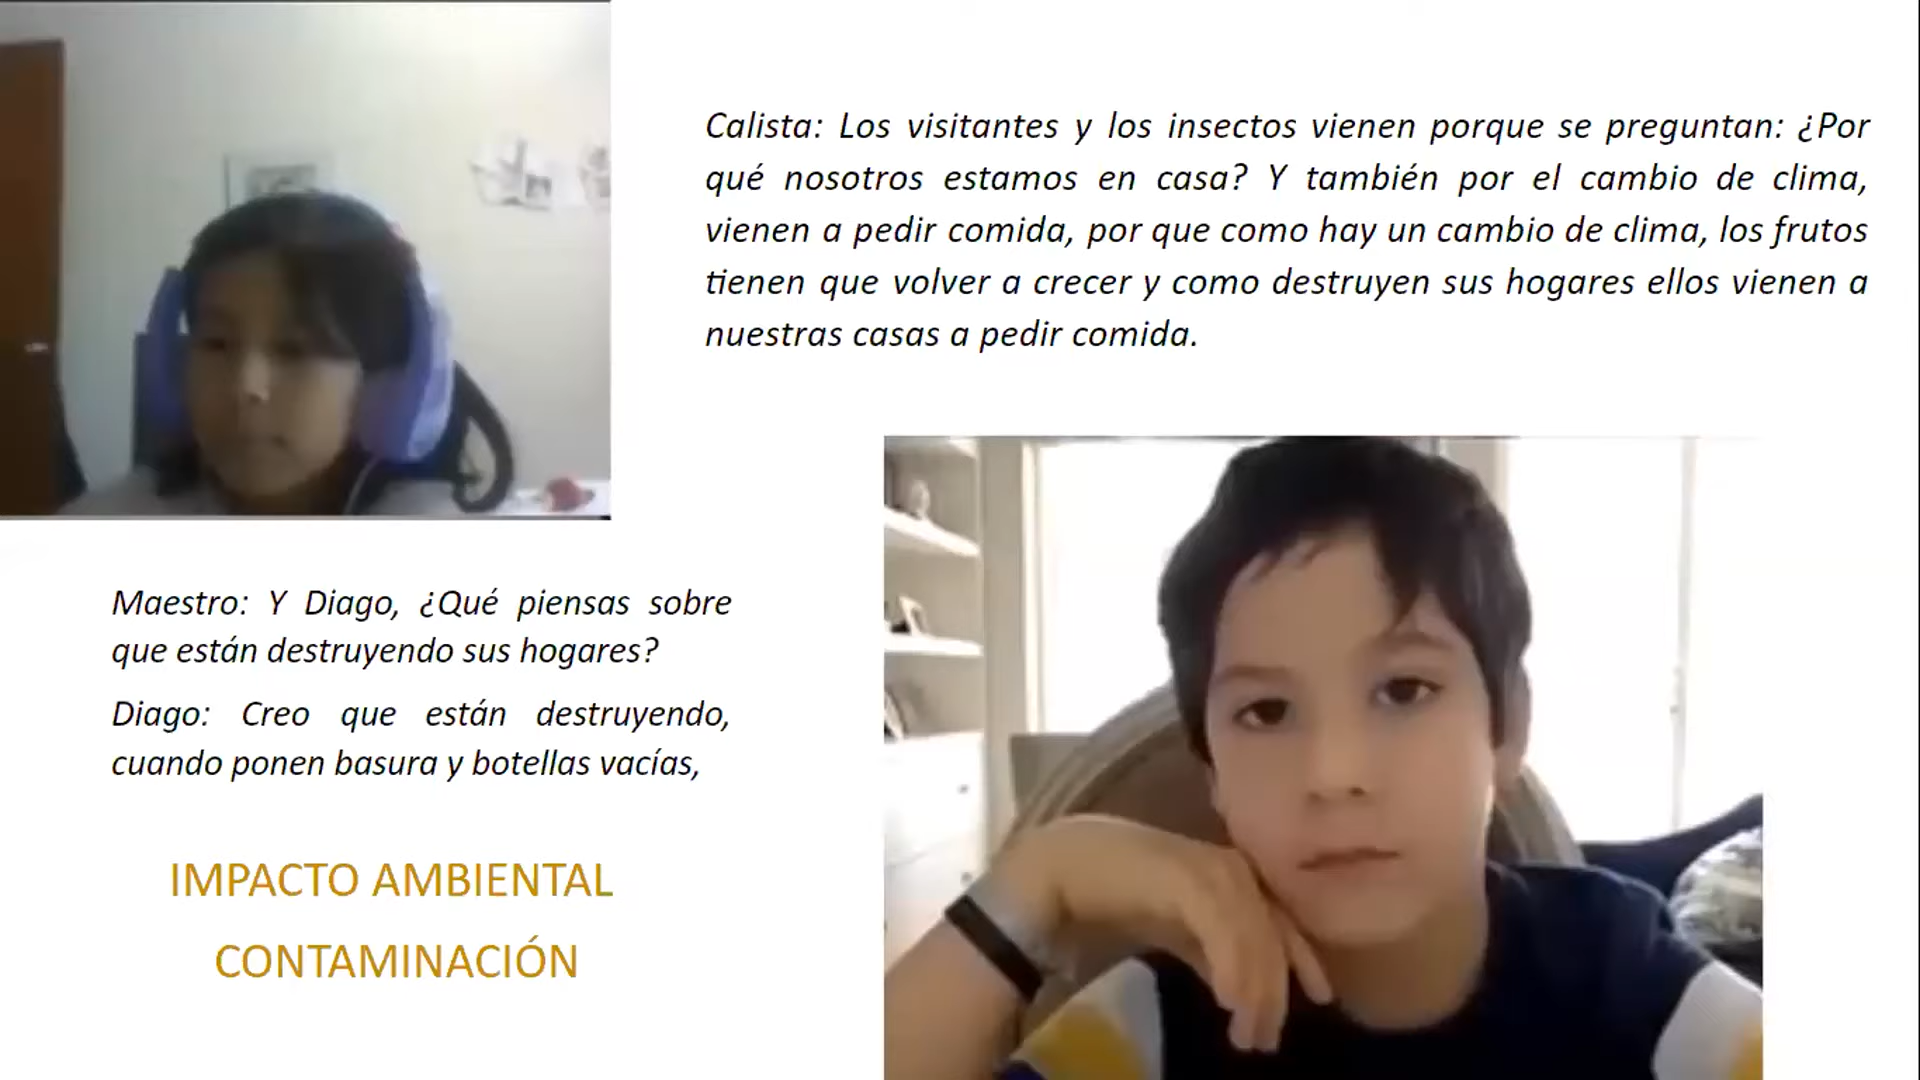 Calista: Los visitantes y los insectos vienen porque se preguntan: ¿Por
qué nosotros estamos en casa? Y también por el cambio de clima,
vienen a pedir comida, por que como hay un cambio de clima, los frutos
tienen que volver a crecer y como destruyen sus hogares ellos vienen a
nuestras casas a pedir comida.
Maestro: Y Diago, ¿Qué piensas sobre
que están destruyendo sus hogares?
Diago: Creo que están destruyendo,
cuando ponen basura y botellas vacías,
IMPACTO AMBIENTAL
CONTAMINACIÓN